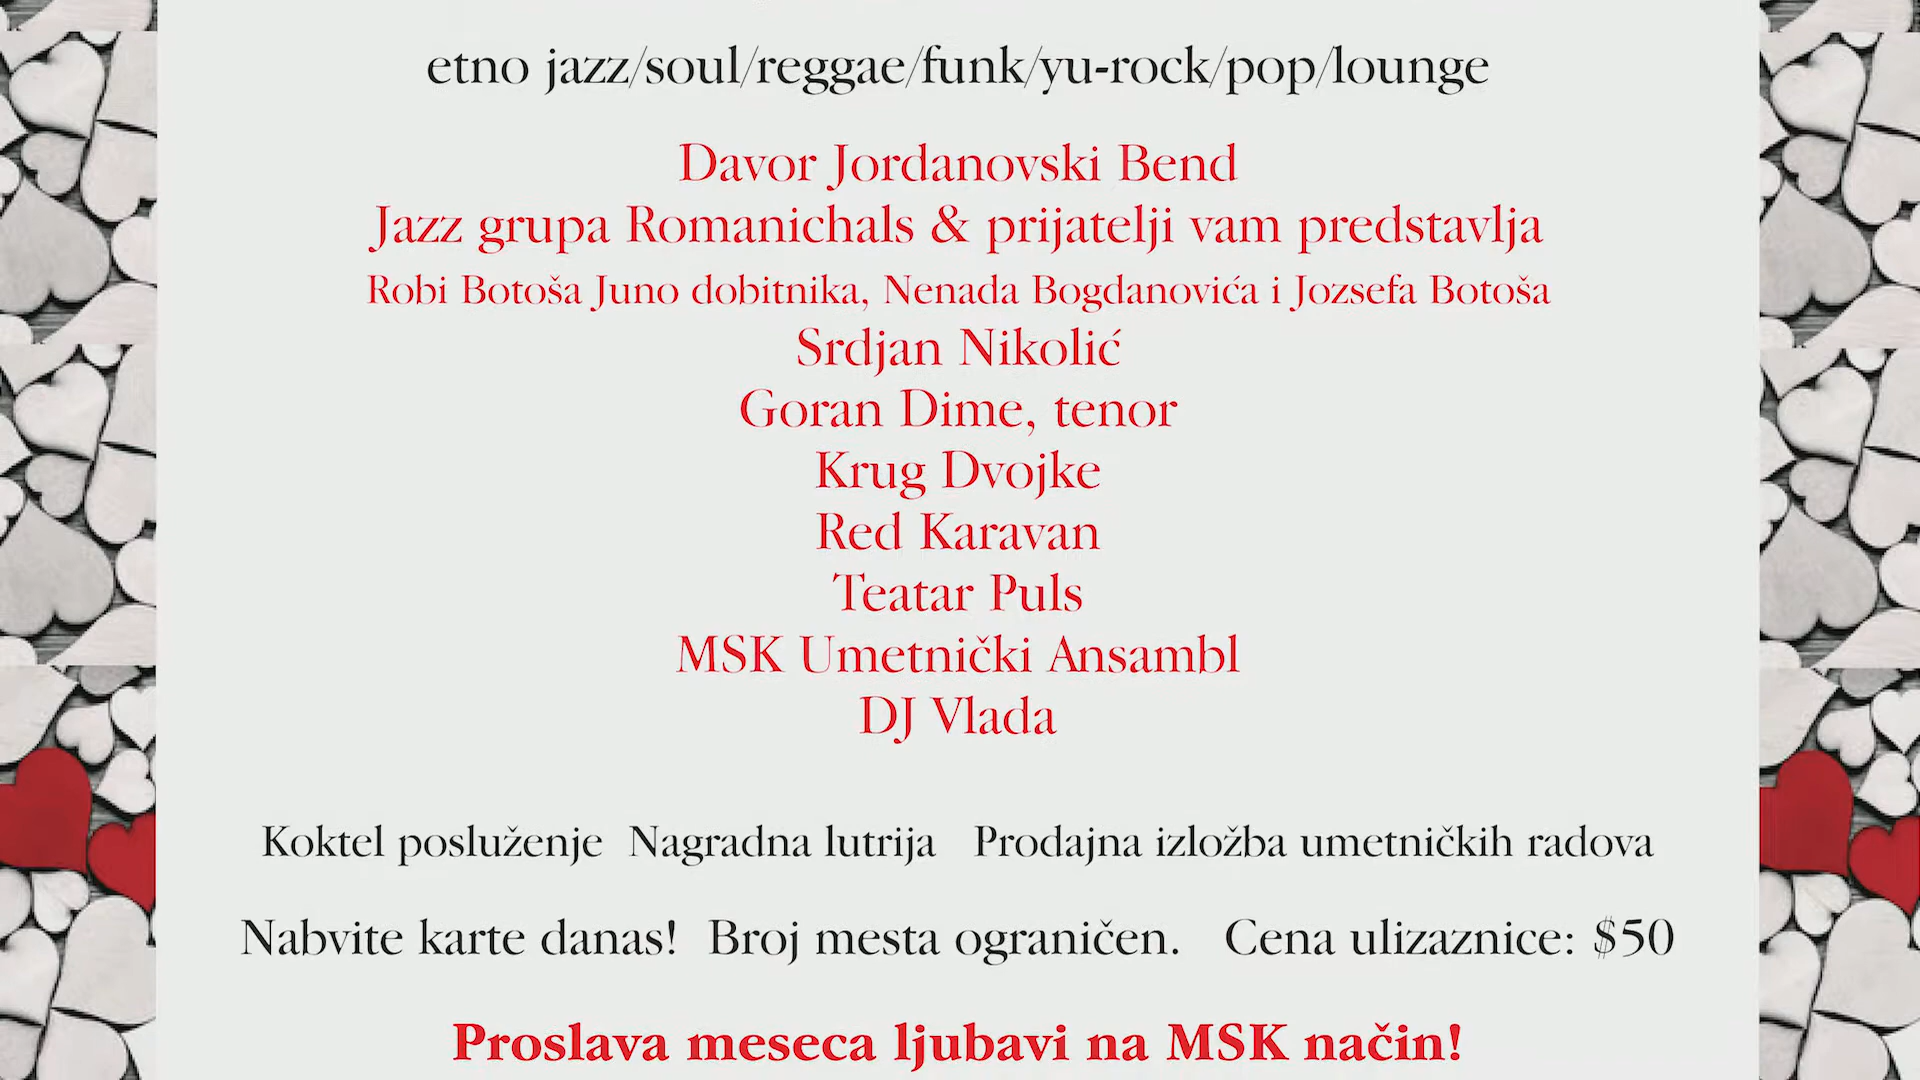 etno jazz/soul/reggae/funk/yu-rock/pop/lounge
Davor Jordanovski Bend
Jazz grupa Romanichals & prijatelji vam predstavlja
Robi Botoša Juno dobitnika, Nenada Bogdanovića i Jozsefa Botoša
Srdjan Nikolić
Goran Dime, tenor
Krug Dvojke
Red Karavan
Teatar Puls
MSK Umetnički Ansambl
DJ Vlada
Koktel posluženje Nagradna lutrija Prodajna izložba umetničkih radova
Nabvite karte danas! Broj mesta ograničen. Cena ulizaznice: $50
Proslava meseca ljubavi na MSK način!